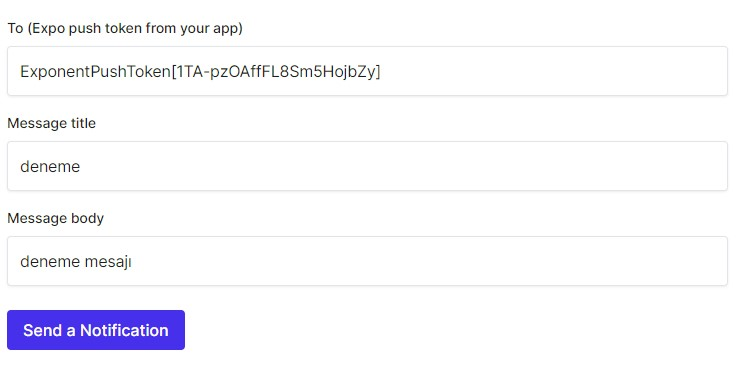 To (Expo push token from your app)
ExponentPushToken[1TA-pzOAffFL8Sm5HojbZy]
Message title
deneme
Message body
deneme mesajı
Send a Notification